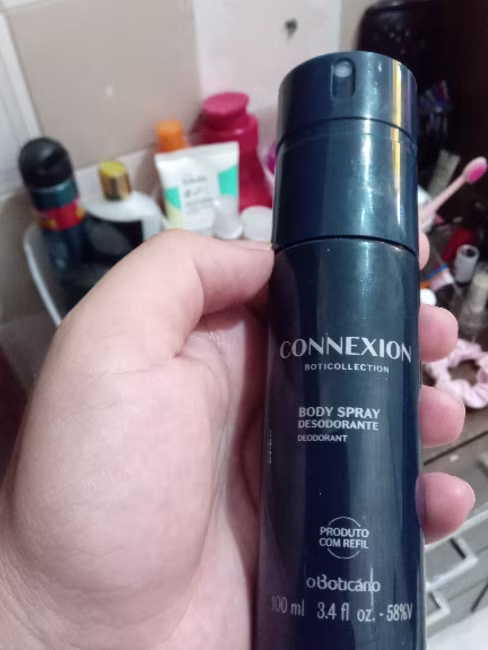 CONNEXION
BOTICOLLECTION
BODY SPRAY
DESODORANTE
DEODORANT
PRODUTO
COM REFIL
oBoticário
100 ml 3.4 fl oz. - 58%V